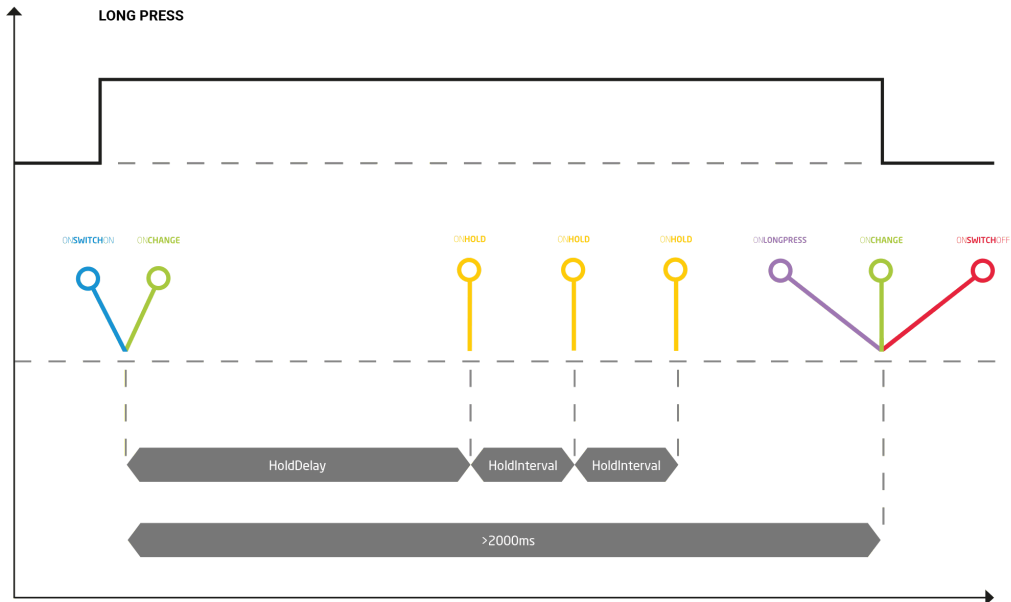 LONG PRESS
ONSWITCHON
ONCHANGE
ONHOLD
ONHOLD
ONHOLD
ONLONGPRESS
ONCHANGE
ONSWITCHOFF
HoldDelay
HoldInterval
HoldInterval
>2000ms